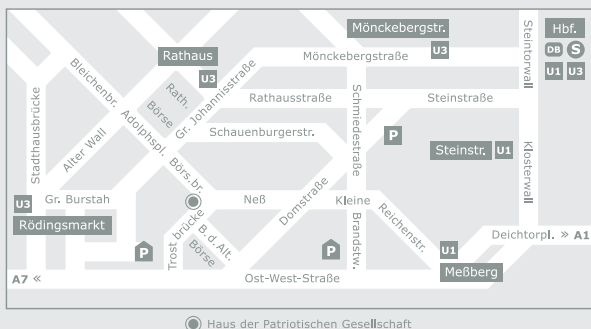 Mönckebergstr.
U3
Hbf.
DB S
U1 U3
Steintorwall
Rathaus
U3
Mönckebergstraße
Bleichenbr.
Rath.
Börse
Gr. Johannisstraße
Rathausstraße
Schmiedestraße
Steinstraße
Stadthausbrücke
Adolphspl.
Schauenburgerstr.
P
Alter Wall
Steinstr. U1
Klosterwall
Börs.br.
U3
Rödingsmarkt
Gr. Burstah
Neß
Domstraße
Kleine
Reichenstr.
Deichtorpl. » A1
Trostbrücke
B.d.Alt.
Börse
P
P
Brandstw.
U1
Meßberg
A7 «
Ost-West-Straße
Haus der Patriotischen Gesellschaft